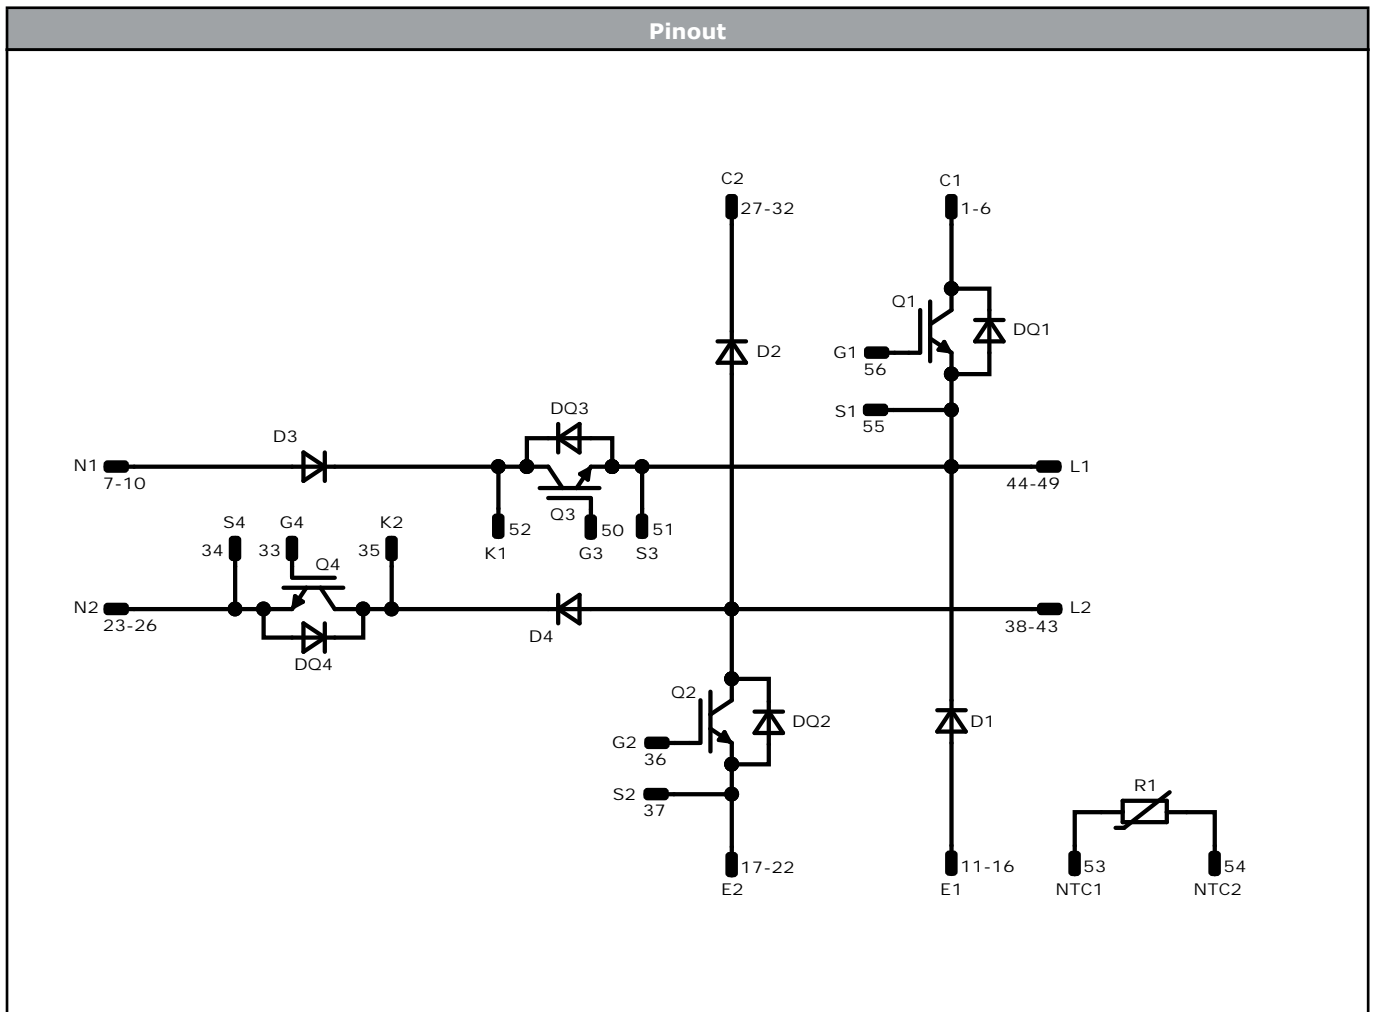 Pinout
C2
C1
27-32
1-6
Q1
DQ1
G1
56
D2
S1
55
DQ3
D3
N1
7-10
L1
44-49
Q3
52
50
51
K1
G3
S3
S4
G4
K2
34
33
35
Q4
N2
23-26
DQ4
D4
L2
38-43
Q2
DQ2
G2
36
D1
S2
37
R1
17-22
E2
11-16
E1
53
NTC1
54
NTC2